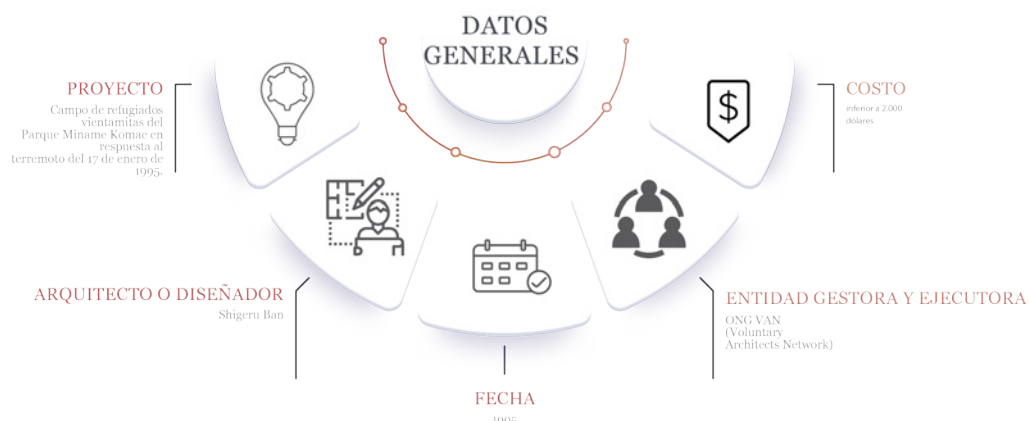 DATOS
GENERALES
PROYECTO
Campo de refugiados
vientamitas del
Parque Miname Komac en
respuesta al
terremoto del 17 de enero de
1995.
COSTO
inferior a 2.000
dólares
$
ARQUITECTO O DISEÑADOR
Shigeru Ban
ENTIDAD GESTORA Y EJECUTORA
ONG VAN
(Voluntary
Architects Network)
FECHA
1995